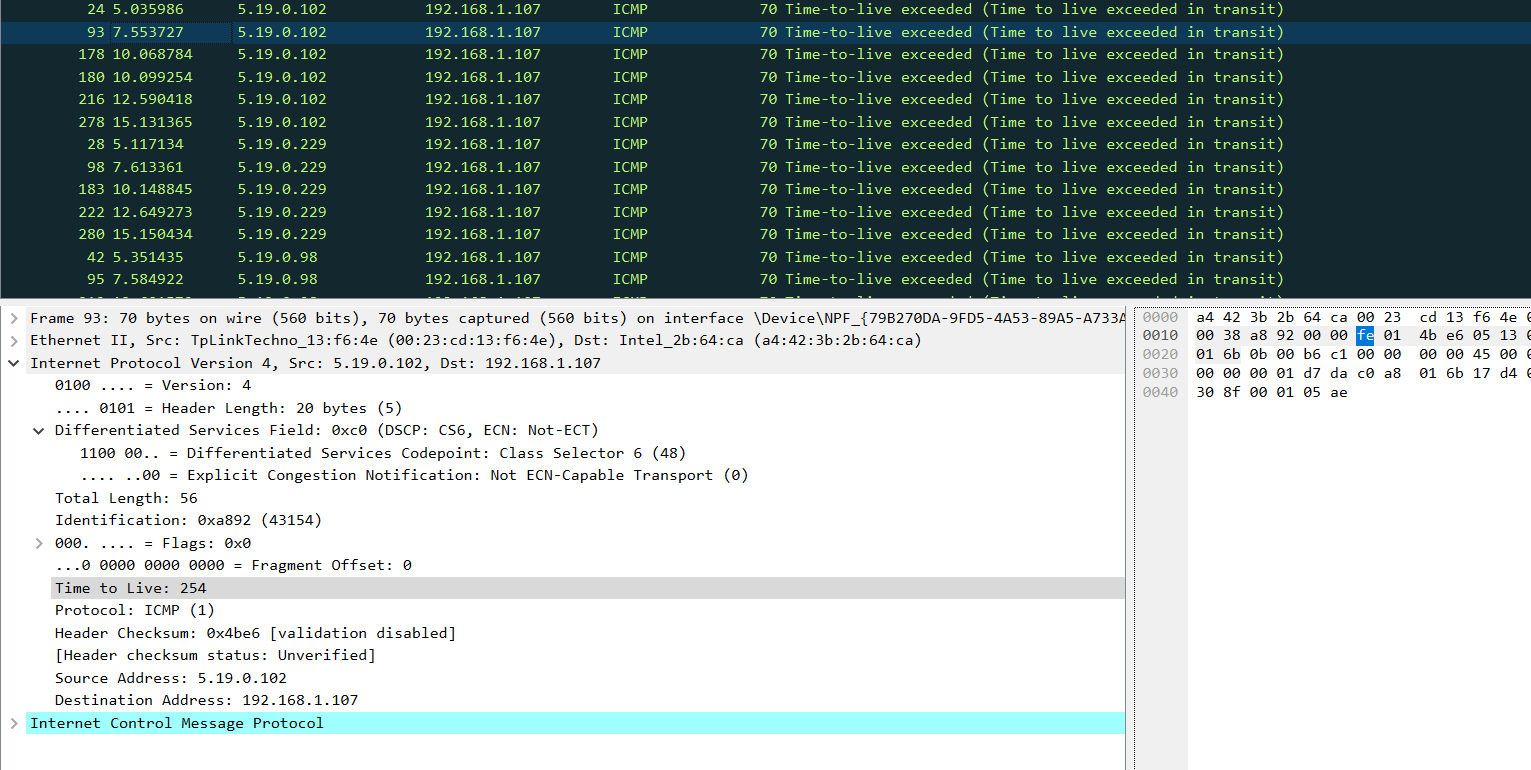 24 5.035986 5.19.0.102 192.168.1.107 ICMP 70 Time-to-live exceeded (Time to live exceeded in transit)
93 7.553727 5.19.0.102 192.168.1.107 ICMP 70 Time-to-live exceeded (Time to live exceeded in transit)
178 10.068784 5.19.0.102 192.168.1.107 ICMP 70 Time-to-live exceeded (Time to live exceeded in transit)
180 10.099254 5.19.0.102 192.168.1.107 ICMP 70 Time-to-live exceeded (Time to live exceeded in transit)
216 12.590418 5.19.0.102 192.168.1.107 ICMP 70 Time-to-live exceeded (Time to live exceeded in transit)
278 15.131365 5.19.0.102 192.168.1.107 ICMP 70 Time-to-live exceeded (Time to live exceeded in transit)
28 5.117134 5.19.0.229 192.168.1.107 ICMP 70 Time-to-live exceeded (Time to live exceeded in transit)
98 7.613361 5.19.0.229 192.168.1.107 ICMP 70 Time-to-live exceeded (Time to live exceeded in transit)
183 10.148845 5.19.0.229 192.168.1.107 ICMP 70 Time-to-live exceeded (Time to live exceeded in transit)
222 12.649273 5.19.0.229 192.168.1.107 ICMP 70 Time-to-live exceeded (Time to live exceeded in transit)
280 15.150434 5.19.0.229 192.168.1.107 ICMP 70 Time-to-live exceeded (Time to live exceeded in transit)
42 5.351435 5.19.0.98 192.168.1.107 ICMP 70 Time-to-live exceeded (Time to live exceeded in transit)
95 7.584922 5.19.0.98 192.168.1.107 ICMP 70 Time-to-live exceeded (Time to live exceeded in transit)
Frame 93: 70 bytes on wire (560 bits), 70 bytes captured (560 bits) on interface \Device\NPF_{79B270DA-9FD5-4A53-89A5-A733A
Ethernet II, Src: TpLinkTechno_13:f6:4e (00:23:cd:13:f6:4e), Dst: Intel_2b:64:ca (a4:42:3b:2b:64:ca)
Internet Protocol Version 4, Src: 5.19.0.102, Dst: 192.168.1.107
0100 .... = Version: 4
.... 0101 = Header Length: 20 bytes (5)
Differentiated Services Field: 0xc0 (DSCP: CS6, ECN: Not-ECT)
1100 00.. = Differentiated Services Codepoint: Class Selector 6 (48)
.... ..00 = Explicit Congestion Notification: Not ECN-Capable Transport (0)
Total Length: 56
Identification: 0xa892 (43154)
000. .... = Flags: 0x0
...0 0000 0000 0000 = Fragment Offset: 0
Time to Live: 254
Protocol: ICMP (1)
Header Checksum: 0x4be6 [validation disabled]
[Header checksum status: Unverified]
Source Address: 5.19.0.102
Destination Address: 192.168.1.107
Internet Control Message Protocol
0000 a4 42 3b 2b 64 ca 00 23 cd 13 f6 4e
0010 00 38 a8 92 00 00 fe 01 4b e6 05 13
0020 01 6b 0b 00 b6 c1 00 00 00 00 45 00
0030 00 00 00 01 d7 da c0 a8 01 6b 17 d4
0040 30 8f 00 01 05 ae